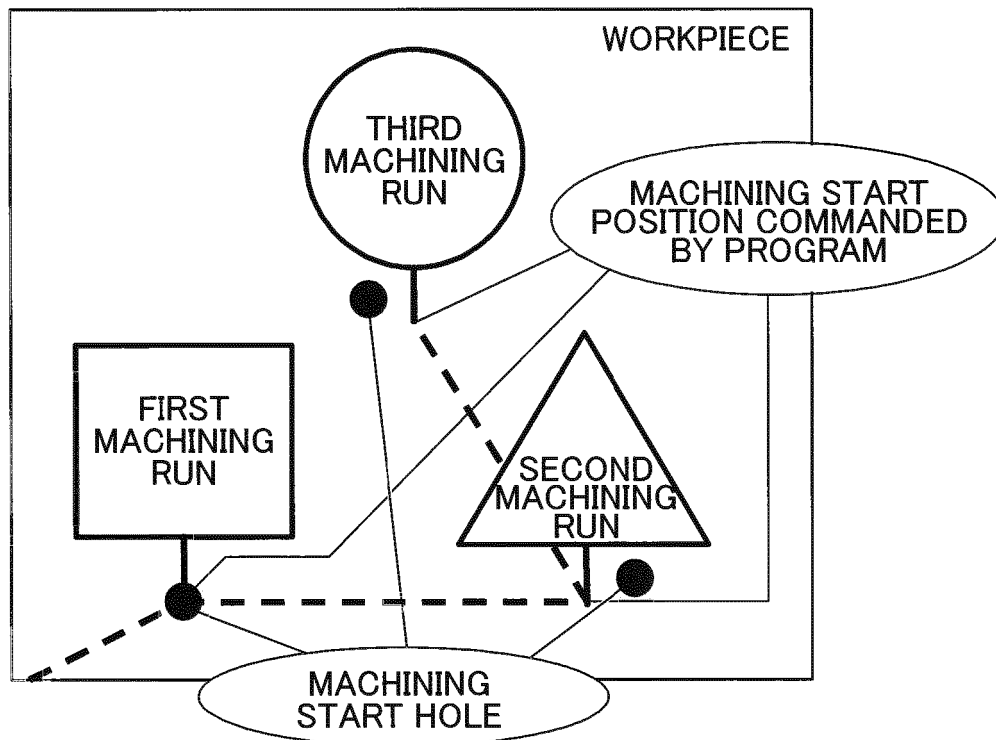 WORKPIECE
THIRD
MACHINING
RUN
MACHINING START
POSITION COMMANDED
BY PROGRAM
FIRST
MACHINING
RUN
SECOND
MACHINING
RUN
MACHINING
START HOLE